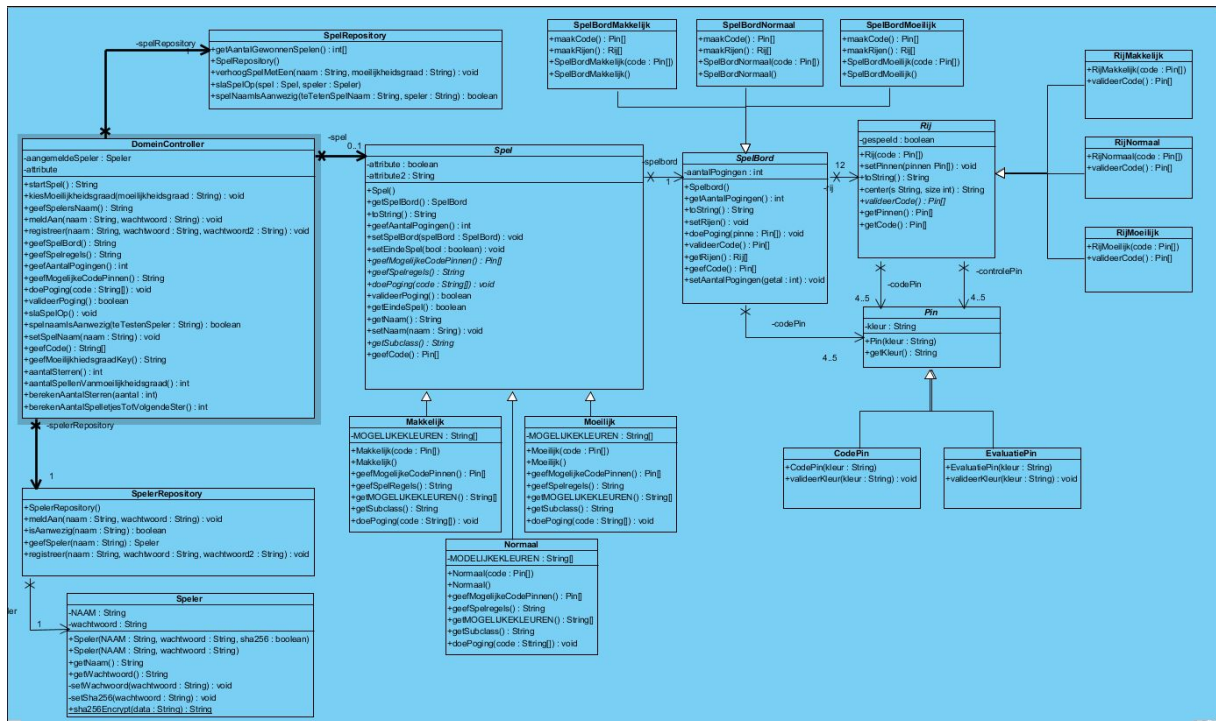 -spelRepository
SpelRepository
+getAantalGewonnenSpelen() : int[]
+SpelRepository()
+verhoogSpelMetEen(naam : String, moeilijkheidsgraad : String) : void
+slaSpelOp(spel : Spel, speler : Speler)
+spelNaamIsAanwezig(teTetenSpelNaam : String, speler : String) : boolean
SpelBordMakkelijk
+maakCode() : Pin[]
+maakRijen() : Rij[]
+SpelBordMakkelijk(code : Pin[])
+SpelBordMakkelijk()
SpelBordNormaal
+maakCode() : Pin[]
+maakRijen() : Rij[]
+SpelBordNormaal(code : Pin[])
+SpelBordNormaal()
SpelBordMoeilijk
+maakCode() : Pin[]
+maakRijen() : Rij[]
+SpelBordMoeilijk(code : Pin[])
+SpelBordMoeilijk()
RijMakkelijk
+RijMakkelijk(code : Pin[])
+valideerCode() : Pin[]
RijNormaal
+RijNormaal(code : Pin[])
+valideerCode() : Pin[]
RijMoeilijk
+RijMoeilijk(code : Pin[])
+valideerCode() : Pin[]
DomeinController
-aangemeldeSpeler : Speler
-attribute
+startSpel() : String
+kiesMoeilijkheidsgraad(moeilijkheidsgraad : String) : void
+geefSpelersNaam() : String
+meldAan(naam : String, wachtwoord : String) : void
+registreer(naam : String, wachtwoord : String, wachtwoord2 : String) : void
+geefSpelBord() : String
+geefSpelregels() : String
+geefAantalPogingen() : int
+geefMogelijkeCodePinnen() : String
+doePoging(code : String[]) : void
+valideerPoging() : boolean
+slaSpelOp() : void
+spelnaamIsAanwezig(teTestenSpeler : String) : boolean
+setSpelNaam(naam : String) : void
+geefCode() : String[]
+geefMoeilijkhiedsgraadKey() : String
+aantalSterren() : int
+aantalSpellenVanmoeilijkheidsgraad() : int
+berekenAantalSterren(aantal : int)
+berekenAantalSpelletjesTotVolgendeSter() : int
-spel
0..1
Spel
-attribute : boolean
-attribute2 : String
+Spel()
+getSpelBord() : SpelBord
+toString() : String
+geefAantalPogingen() : int
+setSpelBord(spelBord : SpelBord) : void
+setEindeSpel(bool : boolean) : void
+geefMogelijkeCodePinnen() : Pin[]
+geefSpelregels() : String
+doePoging(code : String[]) : void
+valideerPoging() : boolean
+getEindeSpel() : boolean
+getNaam() : String
+setNaam(naam : Sring) : void
+getSubclass() : String
+geefCode() : Pin[]
-spelbord
1
SpelBord
-aantalPogingen : int
+Spelbord()
+getAantalPogingen() : int
+toString() : String
+setRijen() : void
+doePoging(pinne : Pin[]) : void
+valideerCode() : Pin[]
+getRijen() : Rij[]
+geefCode() : Pin[]
+setAantalPogingen(getal : int) : void
12
-rij
Rij
-gespeeld : boolean
+Rij(code : Pin[])
+setPinnen(pinnen Pin[]) : void
+toString() : String
+center(s String, size int) : String
+valideerCode() : Pin[]
+getPinnen() : Pin[]
+getCode() : Pin[]
-codePin
4..5
-controlePin
4..5
-codePin
4..5
Pin
-kleur : String
+Pin(kleur : String)
+getKleur() : String
CodePin
+CodePin(kleur : String)
+valideerKleur(kleur : String) : void
EvaluatiePin
+EvaluatiePin(kleur : String)
+valideerKleur(kleur : String) : void
Makkelijk
-MOGELIJKEKLEUREN : String[]
+Makkelijk(code : Pin[])
+Makkelijk()
+geefMogelijkeCodePinnen() : Pin[]
+geefSpelRegels() : String
+getMOGELIJKEKLEUREN() : String[]
+getSubclass() : String
+doePoging(code : String[]) : void
Moeilijk
-MOGELIJKEKLEUREN : String[]
+Moeilijk(code : Pin[])
+Moeilijk()
+geefMogelijkeCodePinnen() : Pin[]
+geefSpelregels() : String
+getMOGELIJKEKLEUREN() : String[]
+getSubclass() : String
+doePoging(code : String[]) : void
Normaal
-MODELIJKEKLEUREN : String[]
+Normaal(code : Pin[])
+Normaal()
+geefMogelijkeCodePinnen() : Pin[]
+geefSpelregels() : String
+getMOGELIJKEKLEUREN() : String[]
+getSubclass() : String
+doePoging(code : Sttring[]) : void
-spelerRepository
1
SpelerRepository
+SpelerRepository()
+meldAan(naam : String, wachtwoord : String) : void
+isAanwezig(naam : String) : boolean
+geefSpeler(naam : String) : Speler
+registreer(naam : String, wachtwoord : String, wachtwoord2 : String) : void
ler
1
Speler
-NAAM : String
-wachtwoord : String
+Speler(NAAM : String, wachtwoord : String, sha256 : boolean)
+Speler(NAAM : String, wachtwoord : String)
+getNaam() : String
+getWachtwoord() : String
-setWachwoord(wachtwoord : String) : void
-setSha256(wachtwoord : String) : void
+sha256Encrypt(data : String) : String